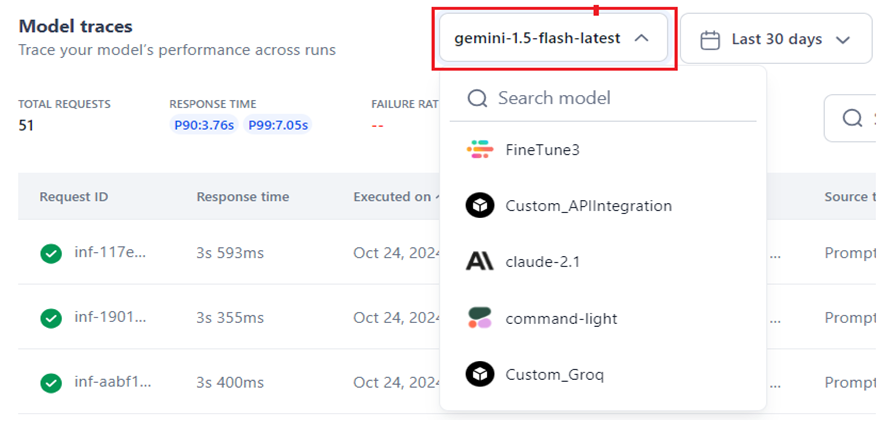 Model traces
Trace your model's performance across runs
gemini-1.5-flash-latest
Last 30 days
TOTAL REQUESTS
51
RESPONSE TIME
P90:3.76s P99:7.05s
FAILURE RAT
--
Search model
FineTune3
Custom_APIIntegration
claude-2.1
command-light
Custom_Groq
Request ID Response time Executed on Source t
inf-117e... 3s 593ms Oct 24, 2024 ... Prompt
inf-1901... 3s 355ms Oct 24, 2024 ... Prompt
inf-aabf1... 3s 400ms Oct 24, 2024 ... Prompt